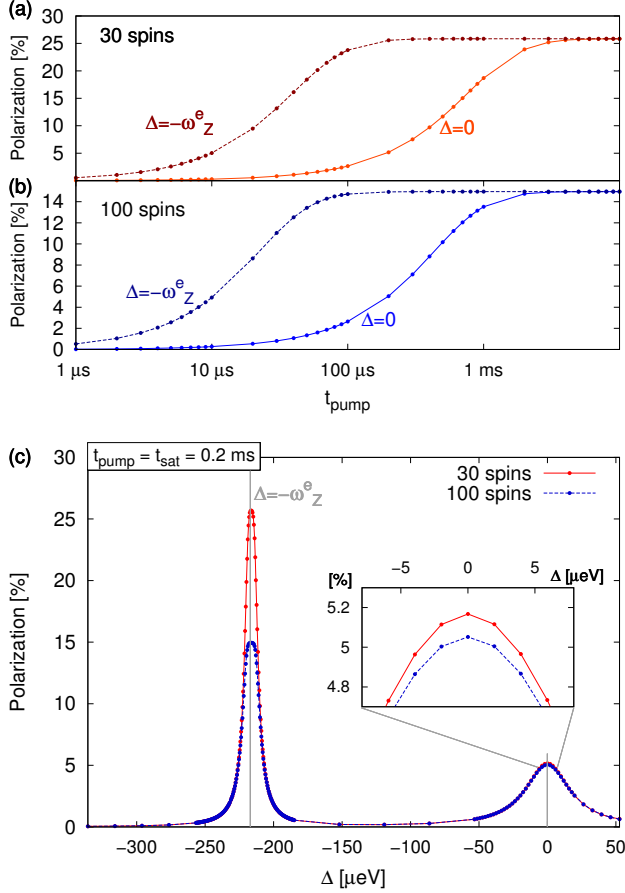 (a)
30
25
20
15
10
5
Polarization [%]
30 spins
Δ=−ω^e_Z
Δ=0
(b)
14
12
10
8
6
4
2
0
Polarization [%]
100 spins
Δ=−ω^e_Z
Δ=0
1 μs
10 μs
100 μs
1 ms
t_pump
(c)
t_pump = t_sat = 0.2 ms
30
25
20
15
10
5
0
Polarization [%]
Δ=−ω^e_Z
30 spins
100 spins
[%]
−5
0
5
Δ [μeV]
5.2
5
4.8
−300
−250
−200
−150
−100
−50
0
50
Δ [μeV]